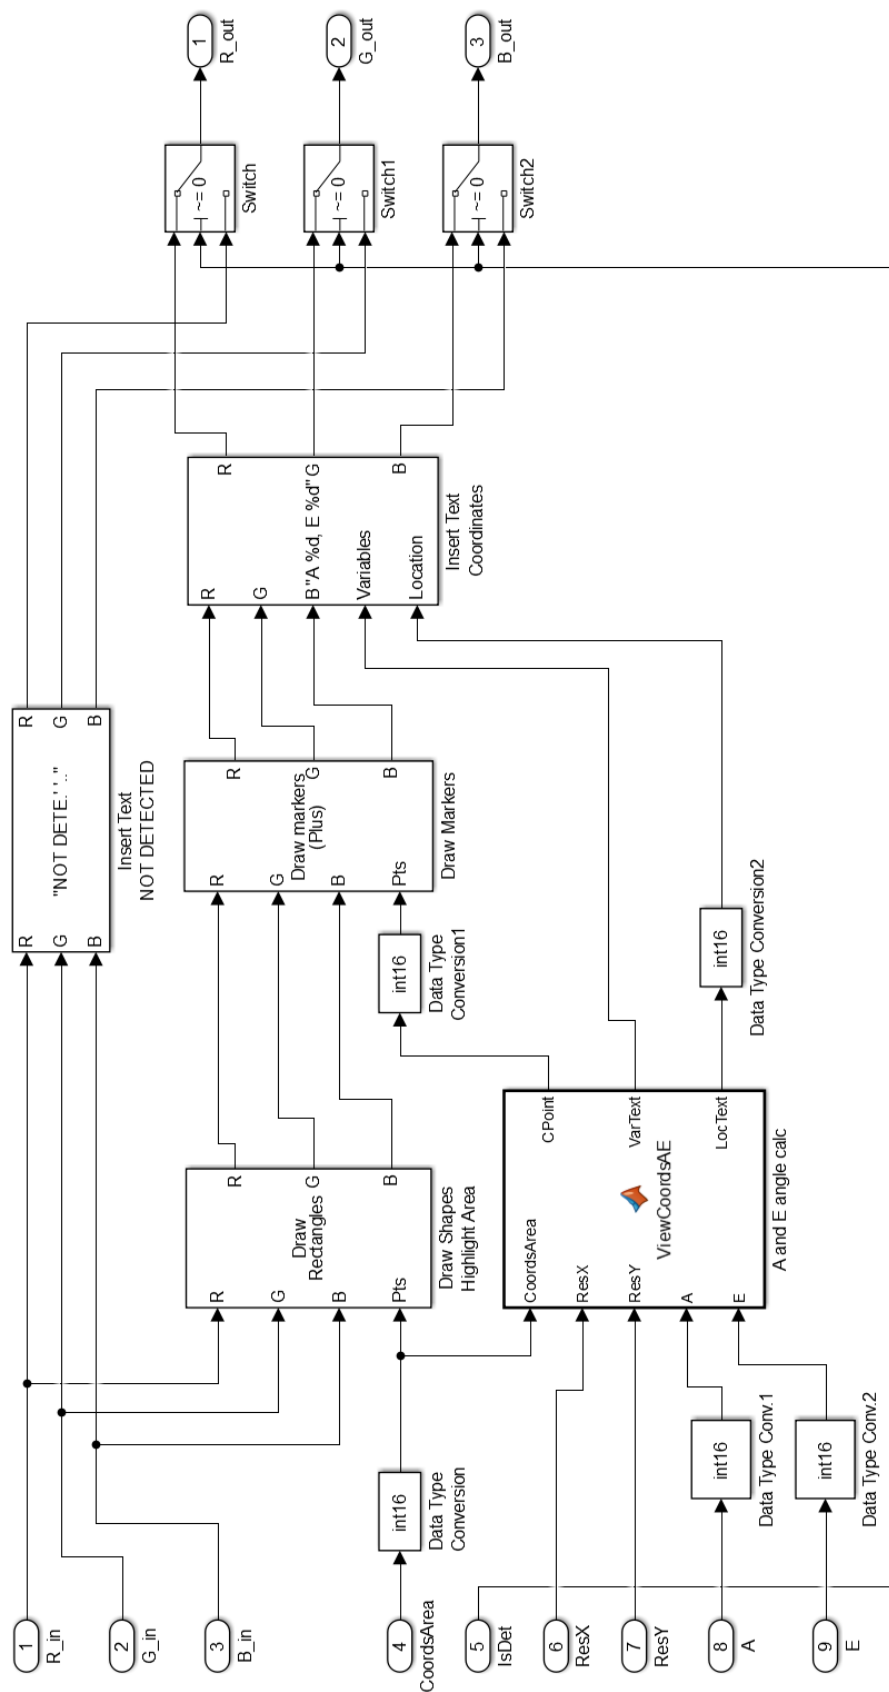 1
R_in
2
G_in
3
B_in
4
CoordsArea
5
IsDet
6
ResX
7
ResY
8
A
9
E
int16
Data Type
Conversion
int16
Data Type Conv.1
int16
Data Type Conv.2
R
G
B
Pts
Draw
Rectangles
R
G
B
Draw Shapes
Highlight Area
CoordsArea
ResX
ResY
A
E
ViewCoordsAE
CPoint
VarText
LocText
A and E angle calc
int16
Data Type
Conversion1
int16
Data Type Conversion2
R
G
B
"NOT DETE.' '.."
R
G
B
Insert Text
NOT DETECTED
R
G
B
Pts
Draw markers
(Plus)
R
G
B
Draw Markers
R
G
B
"A %d, E %d"
Variables
Location
R
G
B
Insert Text
Coordinates
~= 0
Switch
~= 0
Switch1
~= 0
Switch2
1
R_out
2
G_out
3
B_out